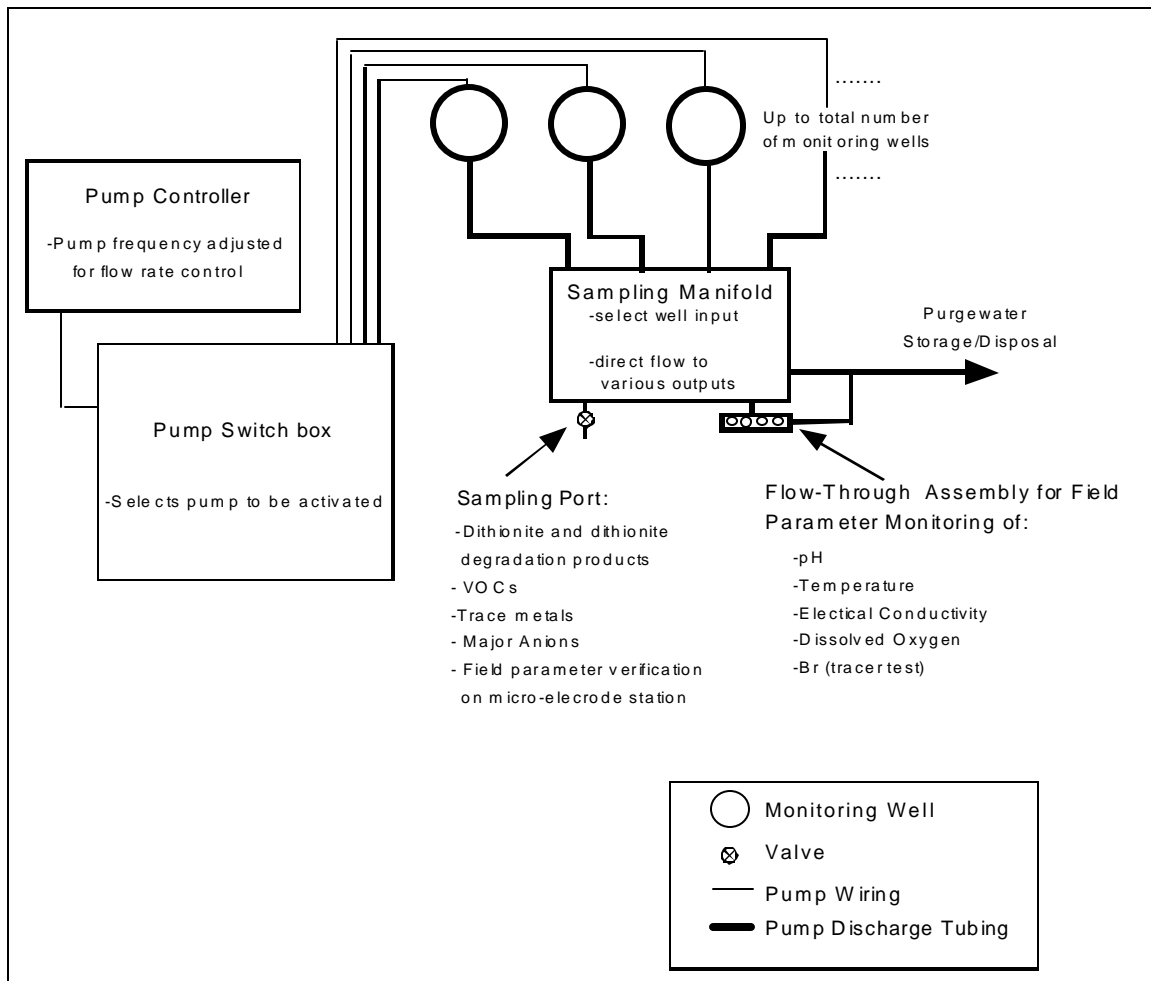 .......
Up to total number
of monitoring wells
.......
Pump Controller
-Pump frequency adjusted
for flow rate control
Sampling Manifold
-select well input
-direct flow to
various outputs
Purgewater
Storage/Disposal
Pump Switch box
-Selects pump to be activated
Sampling Port:
-Dithionite and dithionite
degradation products
- VOCs
-Trace metals
- Major Anions
- Field parameter verification
on micro-elecrode station
Flow-Through Assembly for Field
Parameter Monitoring of:
-pH
-Temperature
-Electical Conductivity
-Dissolved Oxygen
-Br (tracer test)
Monitoring Well
Valve
Pump Wiring
Pump Discharge Tubing